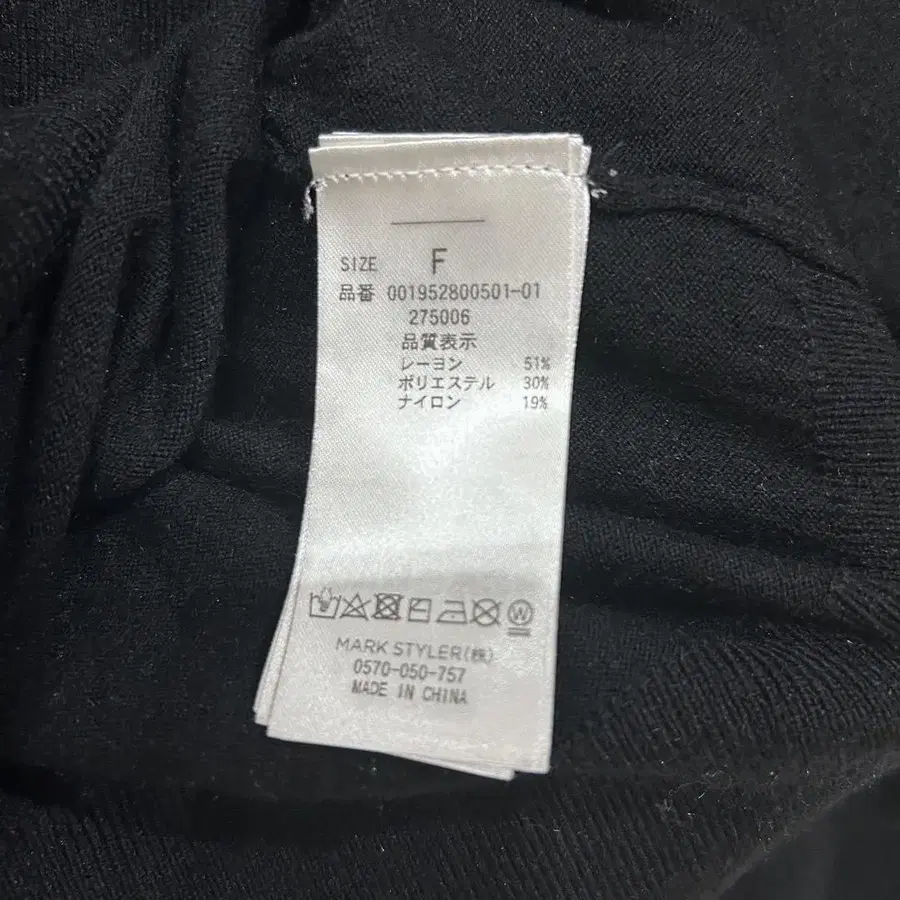 SIZE F
品番 001952800501-01
275006
品質表示
レーヨン 51%
ポリエステル 30%
ナイロン 19%
W
MARK STYLER(株)
0570-050-757
MADE IN CHINA